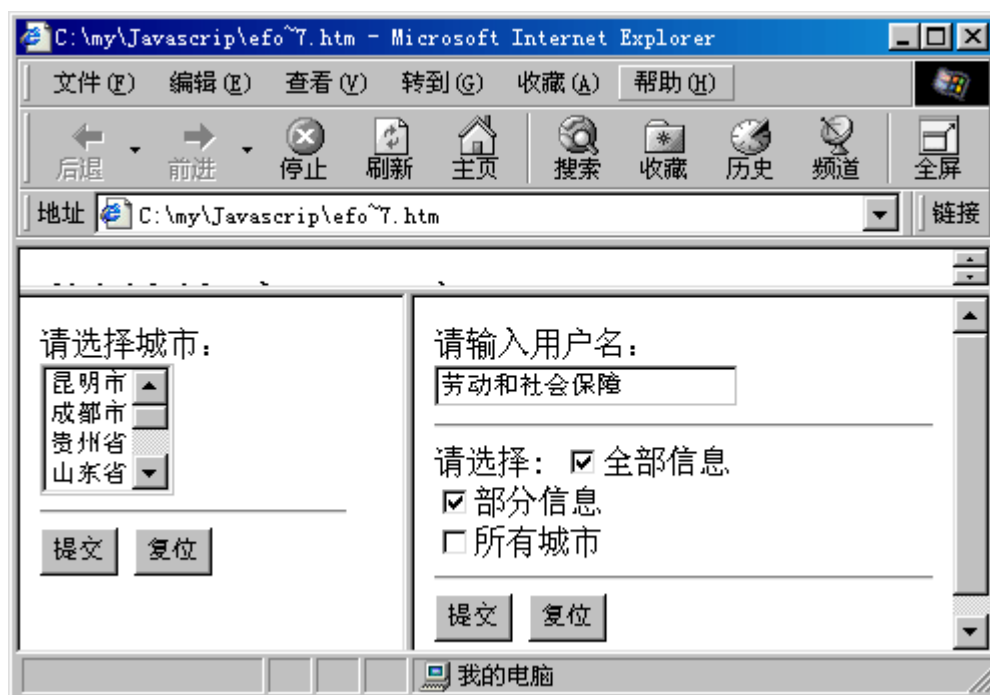 C:\my\Javascrip\efo~7.htm - Microsoft Internet Explorer
文件(F) 编辑(E) 查看(V) 转到(G) 收藏(A) 帮助(H)
后退 前进 停止 刷新 主页 搜索 收藏 历史 频道 全屏
地址 C:\my\Javascrip\efo~7.htm 链接
请选择城市：
昆明市
成都市
贵州省
山东省
提交 复位
请输入用户名：
劳动和社会保障
请选择： 全部信息
部分信息
所有城市
提交 复位
我的电脑